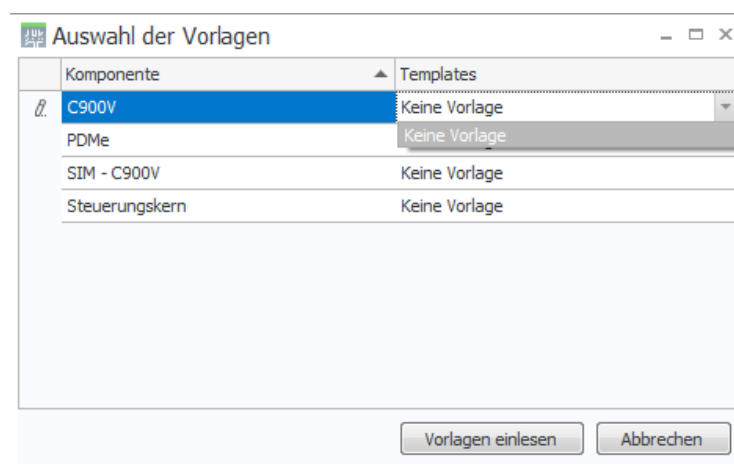 Auswahl der Vorlagen
Komponente Templates
C900V Keine Vorlage
Keine Vorlage
PDMe
SIM - C900V Keine Vorlage
Steuerungskern Keine Vorlage
Vorlagen einlesen Abbrechen